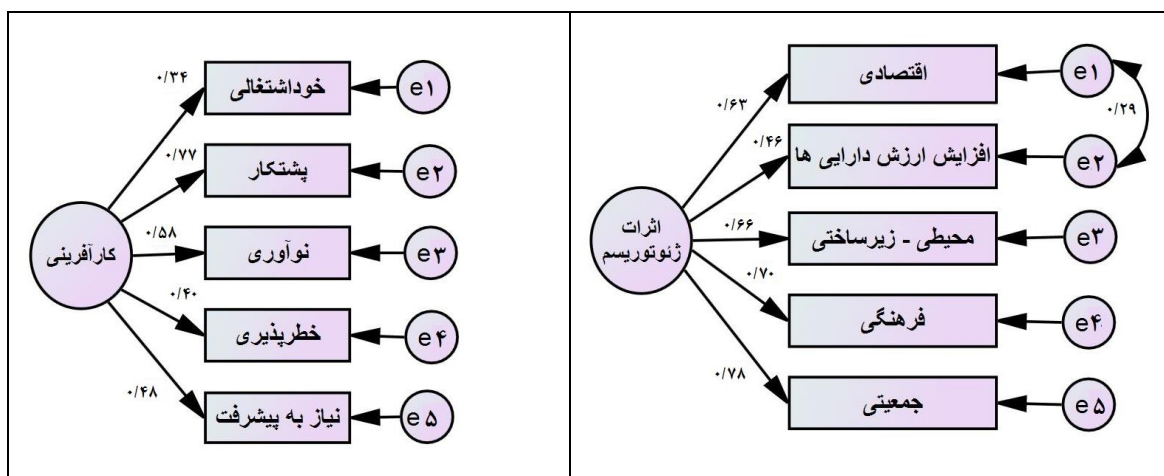 اقتصادی
e۱
۰/۶۳
۰/۲۹
افزایش ارزش دارایی ها
e۲
۰/۴۶
اثرات
ژئوتوریسم
محیطی - زیرساختی
e۳
۰/۶۶
فرهنگی
e۴
۰/۷۰
جمعیتی
e۵
۰/۷۸
خوداشتغالی
e۱
۰/۳۴
پشتکار
e۲
۰/۷۷
کارآفرینی
نوآوری
e۳
۰/۵۸
خطرپذیری
e۴
۰/۴۰
نیاز به پیشرفت
e۵
۰/۴۸